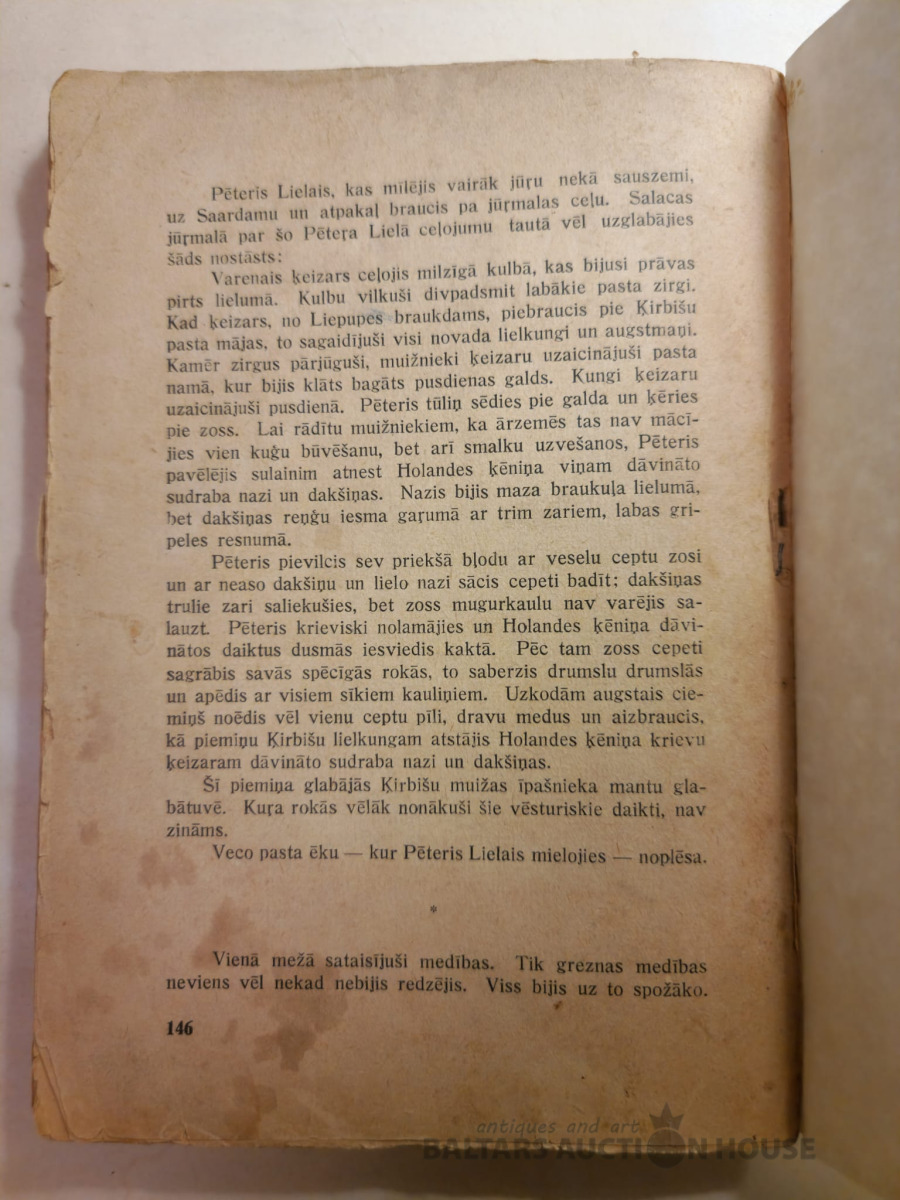 Pēteris Lielais, kas mīlējis vairāk jūŗu nekā sauszemi,
uz Saardamu un atpakaļ braucis pa jūŗmalas ceļu. Salacas
jūŗmalā par šo Pēteŗa Lielā ceļojumu tautā vēl uzglabājies
šāds nostāsts:
Varenais ķeizars ceļojis milzīgā kulbā, kas bijusi prāvas
pirts lielumā. Kulbu vilkuši divpadsmit labākie pasta zirgi.
Kad ķeizars, no Liepupes braukdams, piebraucis pie Ķirbišu
pasta mājas, to sagaidījuši visi novada lielkungi un augstmaņi.
Kamēr zirgus pārjūguši, muižnieki ķeizaru uzaicinājuši pasta
namā, kur bijis klāts bagāts pusdienas galds. Kungi ķeizaru
uzaicinājuši pusdienā. Pēteris tūliņ sēdies pie galda un ķēries
pie zoss. Lai rādītu muižniekiem, ka ārzemēs tas nav mācī-
jies vien kuģu būvēšanu, bet arī smalku uzvešanos, Pēteris
pavēlējis sulainim atnest Holandes ķēniņa viņam dāvināto
sudraba nazi un dakšiņas. Nazis bijis maza braukuļa lielumā,
bet dakšiņas reņģu iesma gaŗumā ar trim zariem, labas gri-
peles resnumā.
Pēteris pievilcis sev priekšā bļodu ar veselu ceptu zosi
un ar neaso dakšiņu un lielo nazi sācis cepeti badīt; dakšiņas
trulie zari saliekušies, bet zoss mugurkaulu nav varējis sa-
lauzt. Pēteris krieviski nolamājies un Holandes ķēniņa dāvi-
nātos daiktus dusmās iesviedis kaktā. Pēc tam zoss cepeti
sagrābis savās spēcīgās rokās, to saberzis drumslu drumslās
un apēdis ar visiem sīkiem kauliņiem. Uzkodām augstais cie-
miņš noēdis vēl vienu ceptu pīli, dravu medus un aizbraucis,
kā piemiņu Ķirbišu lielkungam atstājis Holandes ķēniņa krievu
ķeizaram dāvināto sudraba nazi un dakšiņas.
Šī piemiņa glabājās Ķirbišu muižas īpašnieka mantu gla-
bātuvē. Kuŗa rokās vēlāk nonākuši šie vēsturiskie daikti, nav
zināms.
Veco pasta ēku — kur Pēteris Lielais mielojies — noplēsa.
*
Vienā mežā sataisījuši medības. Tik greznas medības
neviens vēl nekad nebijis redzējis. Viss bijis uz to spožāko.
146
antiques and art
BALTARS AUCTION HOUSE